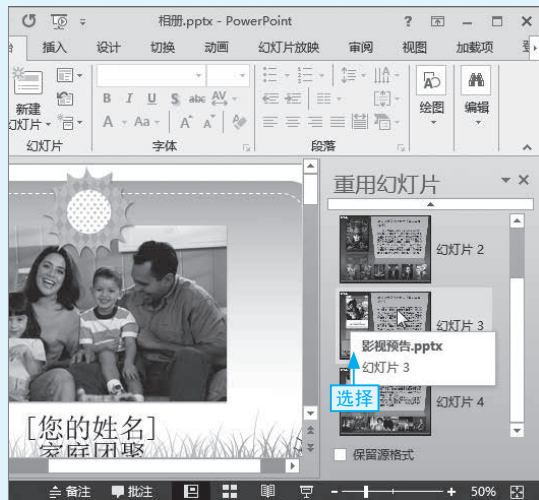 相册.pptx - PowerPoint
?
插入 设计 切换 动画 幻灯片放映 审阅 视图 加载项
新建
幻灯片
B I U S abc AV
A Aa A A
绘图 编辑
幻灯片 字体 段落
重用幻灯片
幻灯片 2
幻灯片 3
影视预告.pptx
幻灯片 3
选择
幻灯片 4
[您的姓名]
家庭团聚
保留源格式
备注 批注 50%